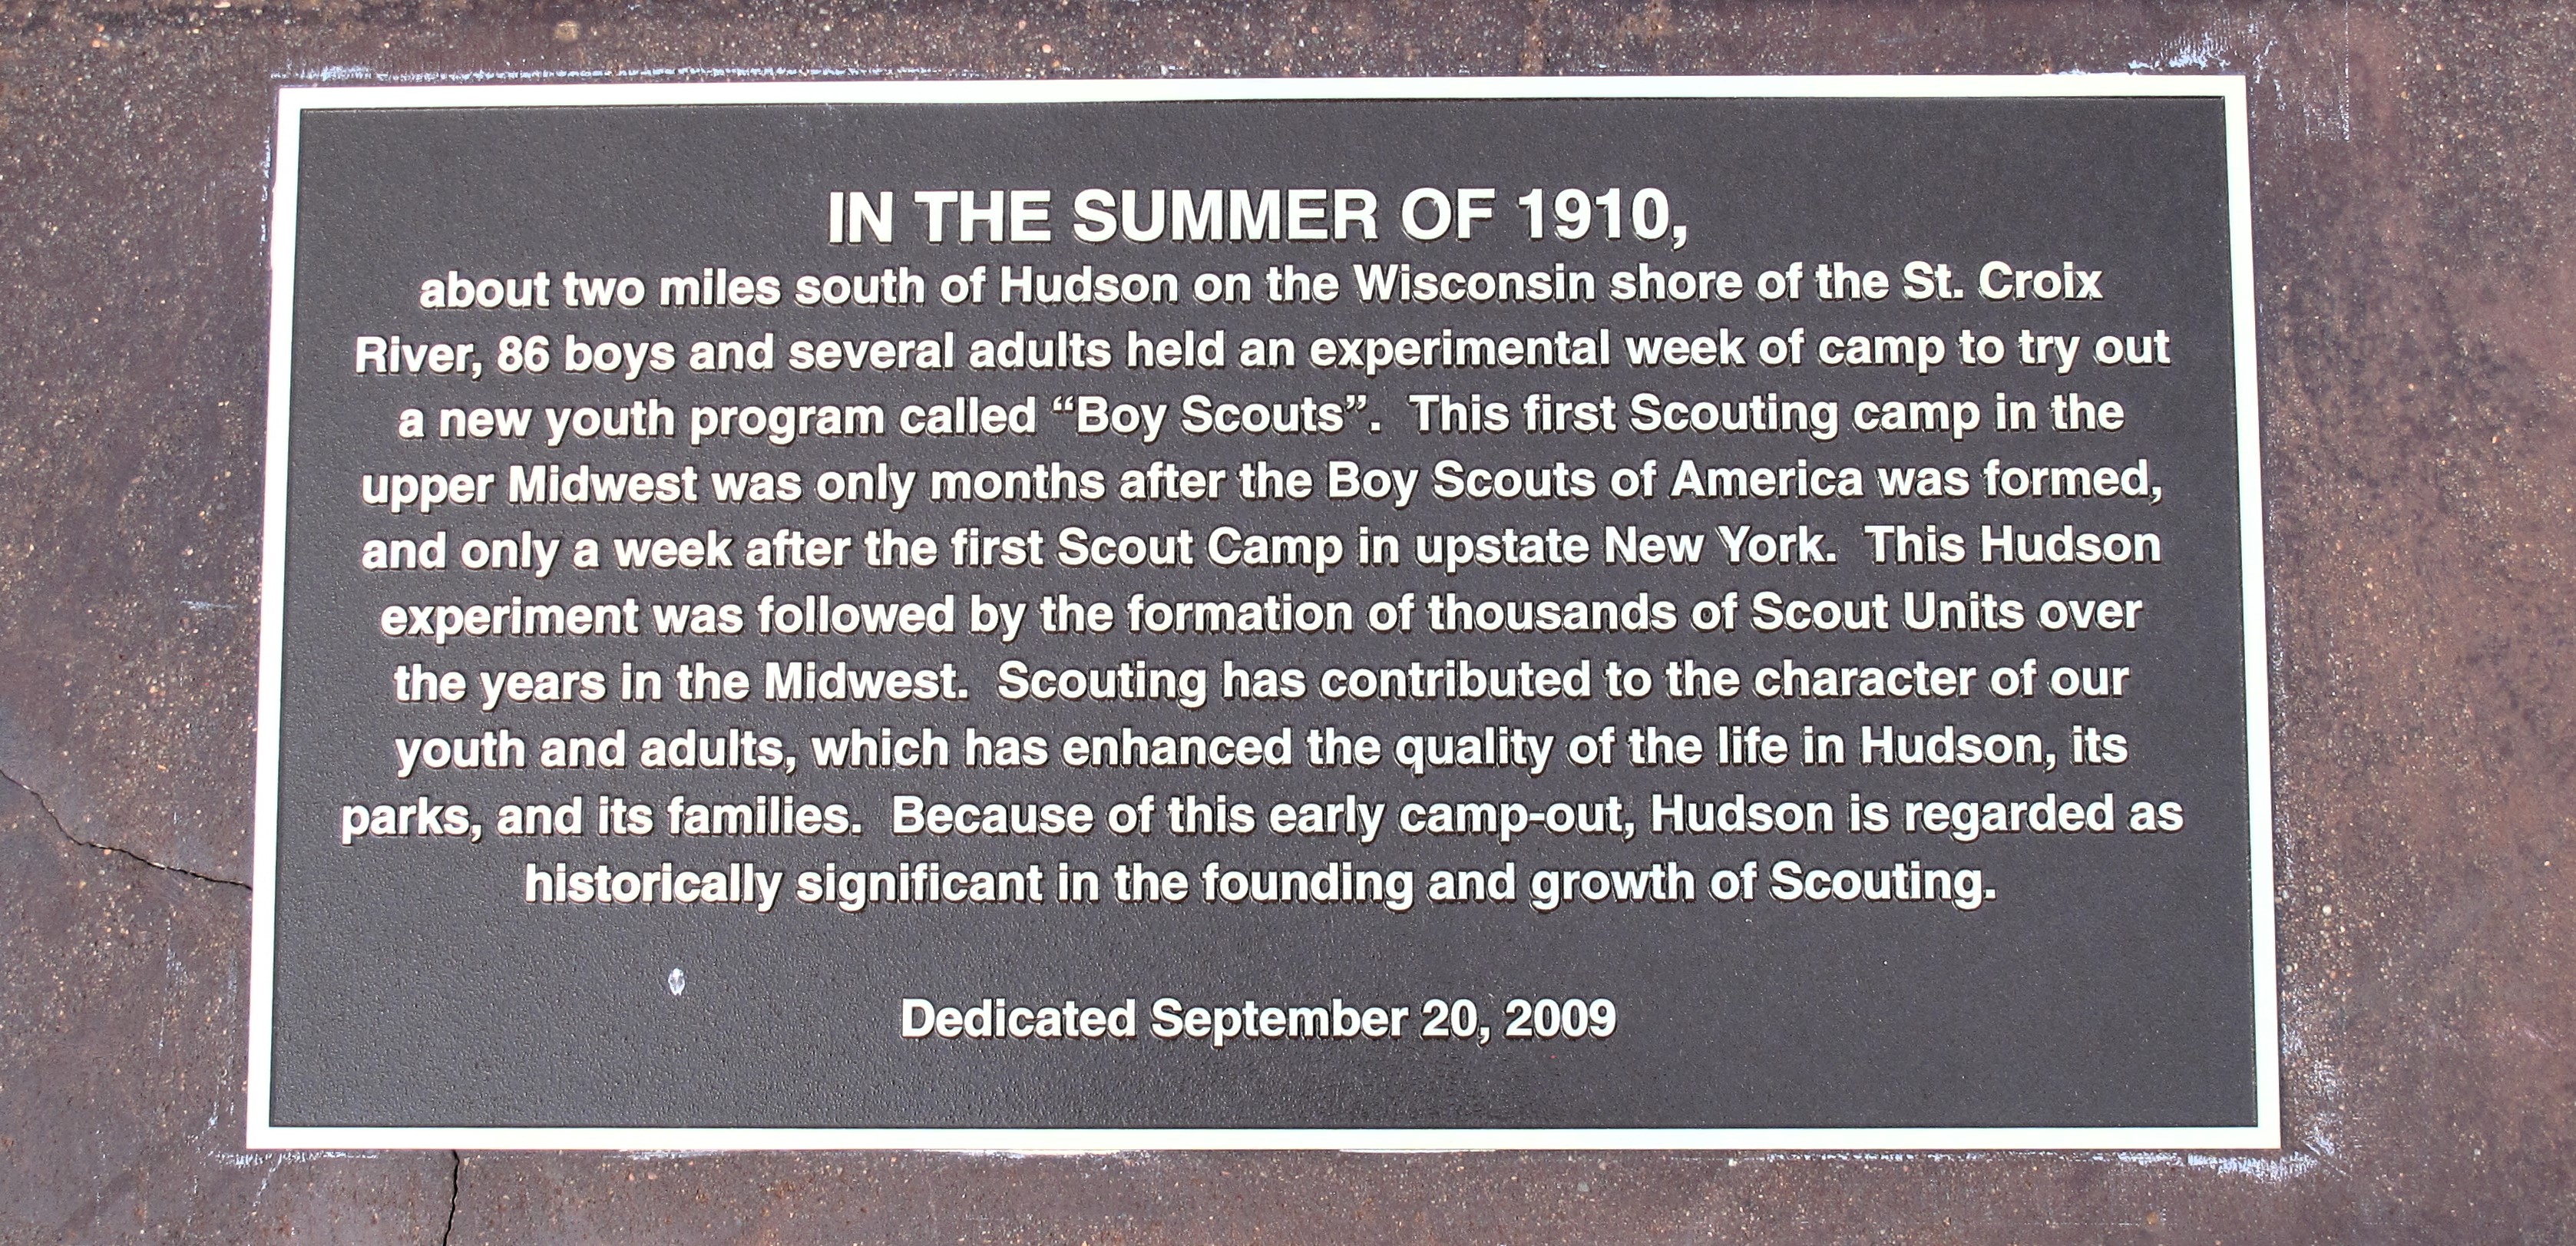 IN THE SUMMER OF 1910,
about two miles south of Hudson on the Wisconsin shore of the St. Croix
River, 86 boys and several adults held an experimental week of camp to try out
a new youth program called “Boy Scouts”.  This first Scouting camp in the
upper Midwest was only months after the Boy Scouts of America was formed,
and only a week after the first Scout Camp in upstate New York.  This Hudson
experiment was followed by the formation of thousands of Scout Units over
the years in the Midwest.  Scouting has contributed to the character of our
youth and adults, which has enhanced the quality of the life in Hudson, its
parks, and its families.  Because of this early camp-out, Hudson is regarded as
historically significant in the founding and growth of Scouting.
Dedicated September 20, 2009